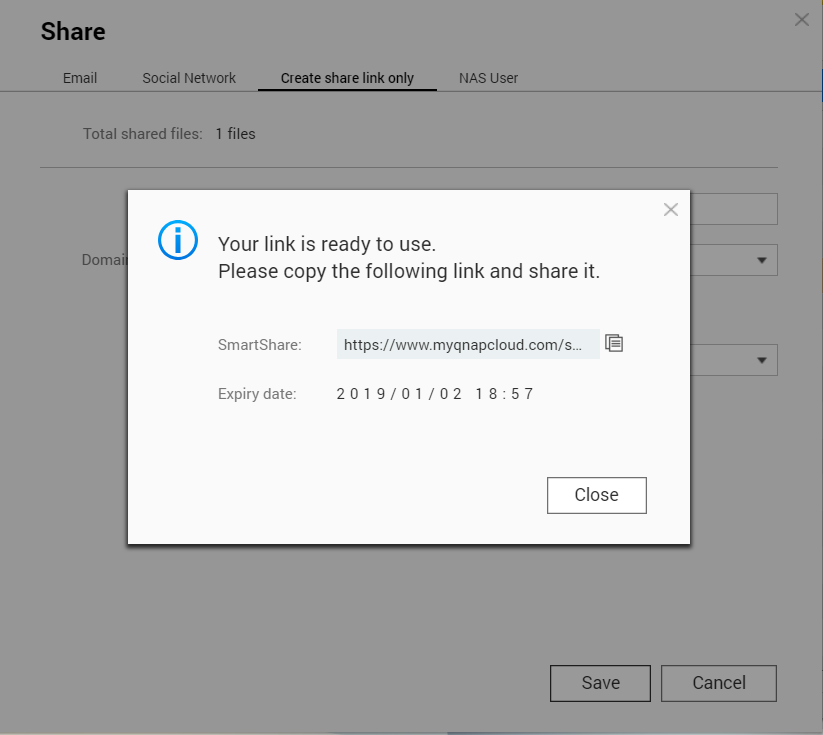 Share
Email Social Network Create share link only NAS User
Total shared files: 1 files
Your link is ready to use.
Please copy the following link and share it.
SmartShare: https://www.myqnapcloud.com/s...
Expiry date: 2019/01/02 18:57
Close
Save Cancel